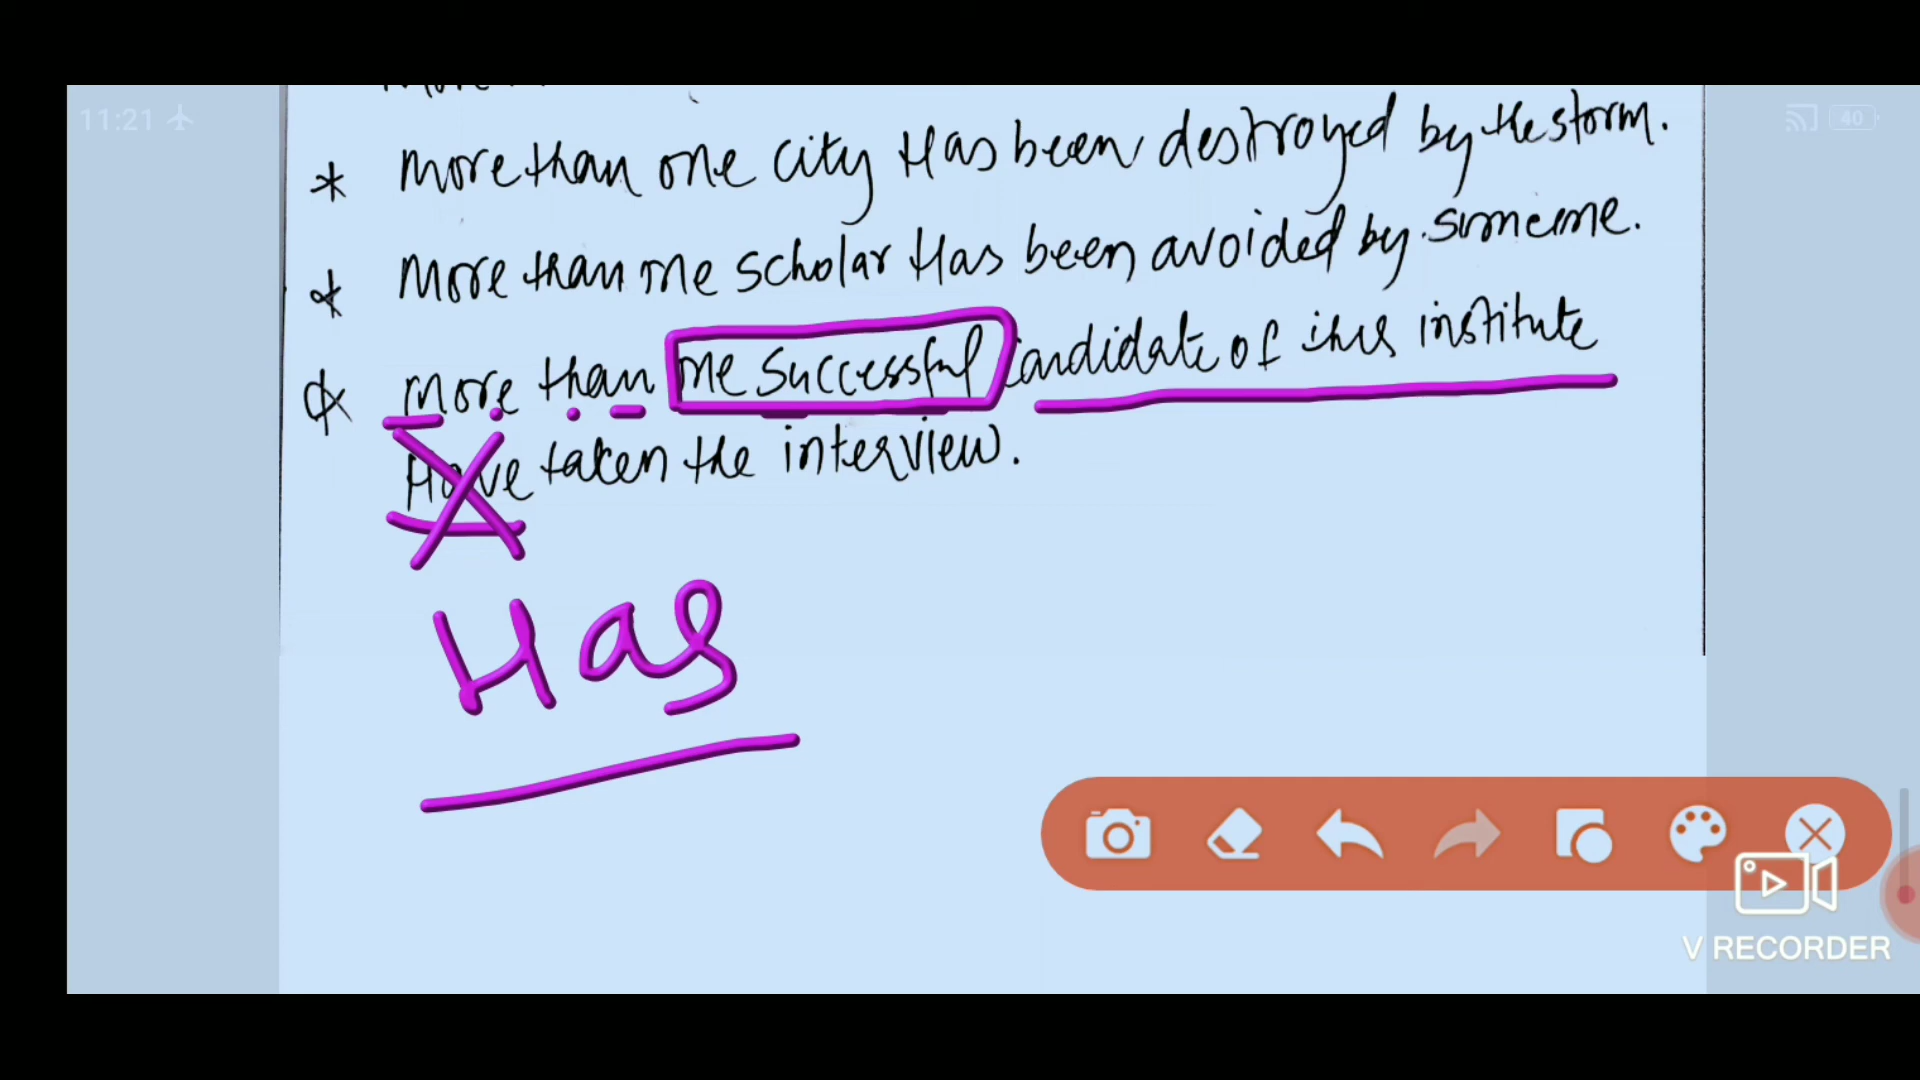 11:21
40
* More than one city Has been destroyed by the storm.
* More than one scholar Has been avoided by someone.
* More than one successful candidate of this institute
Have taken the interview.
Has
V RECORDER